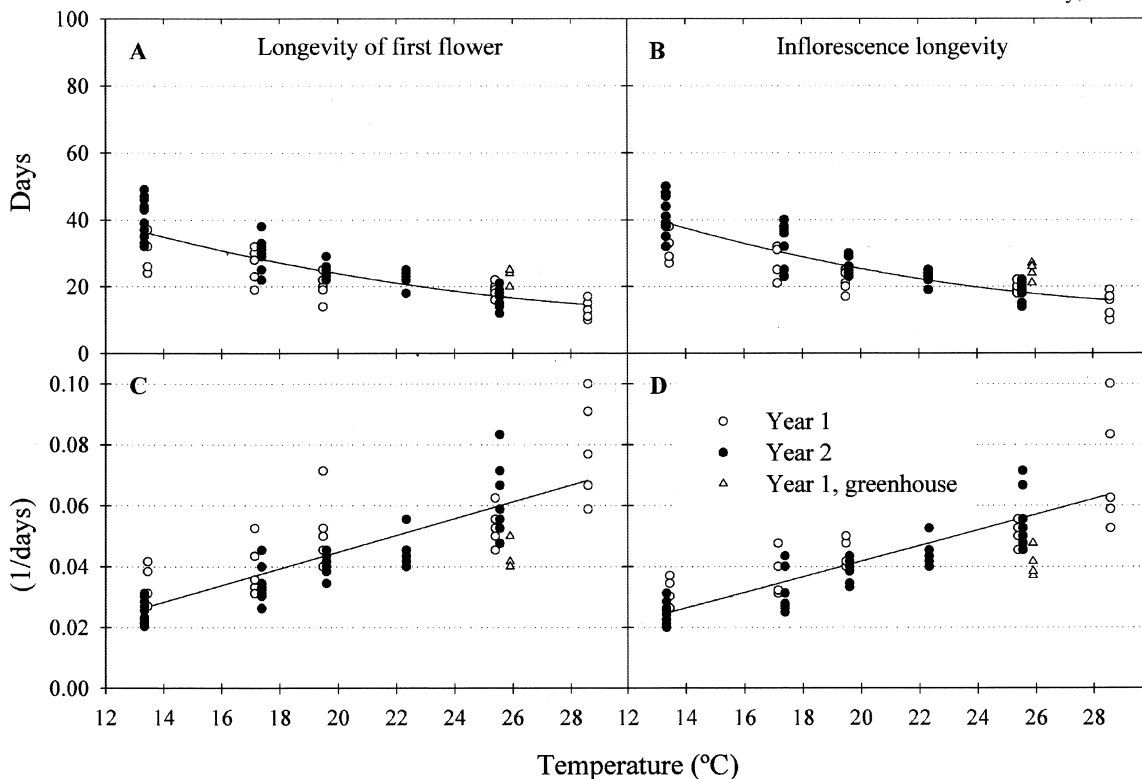 A Longevity of first flower
B Inflorescence longevity
Days
100
80
60
40
20
0
C
D
(1/days)
0.10
0.08
0.06
0.04
0.02
0.00
Year 1
Year 2
Year 1, greenhouse
12 14 16 18 20 22 24 26 28 12 14 16 18 20 22 24 26 28
Temperature (ºC)